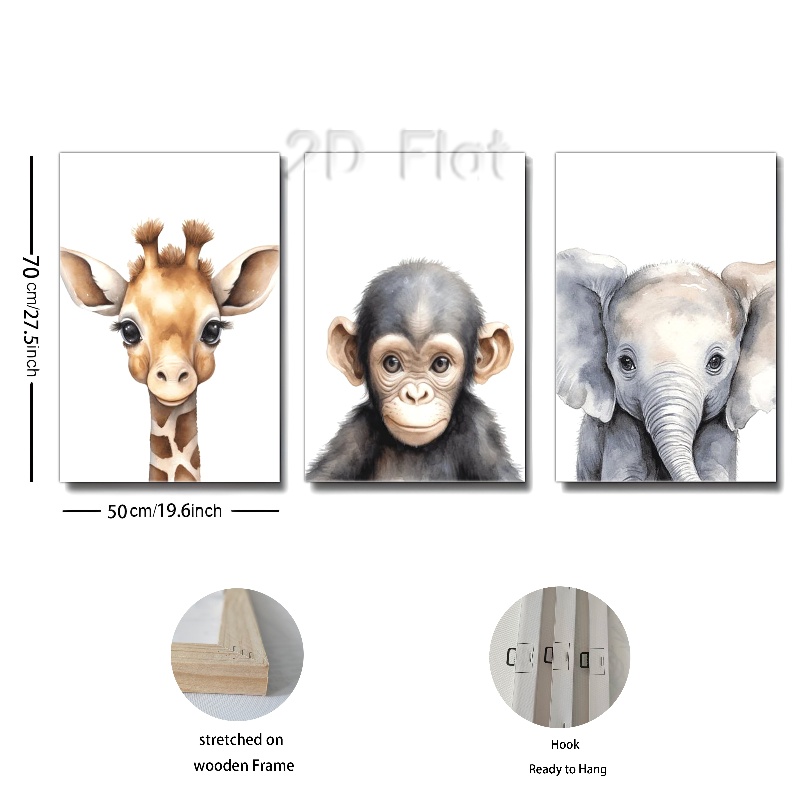 2D Flat
70 cm/27.5inch
50 cm/19.6inch
stretched on
wooden Frame
Hook
Ready to Hang